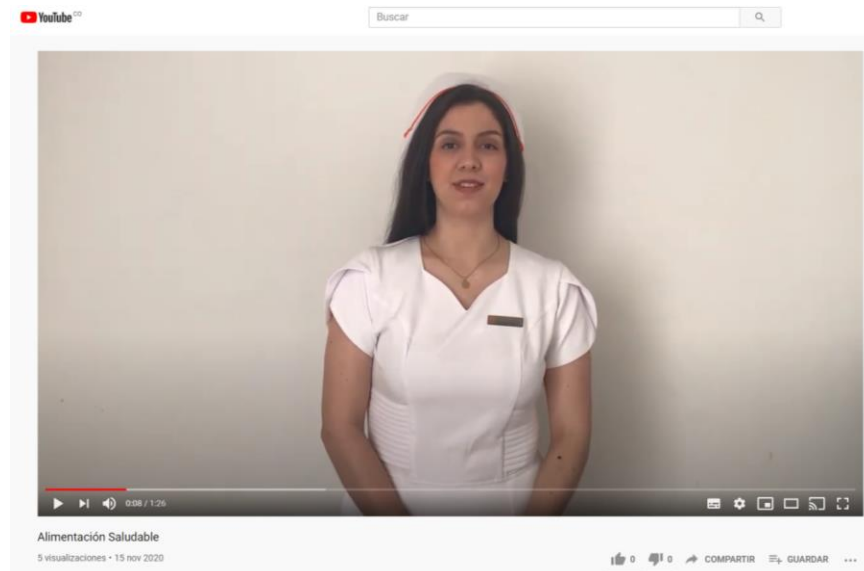 YouTube CO
Buscar
0:08 / 1:26
Alimentación Saludable
5 visualizaciones • 15 nov 2020
0 0 COMPARTIR GUARDAR